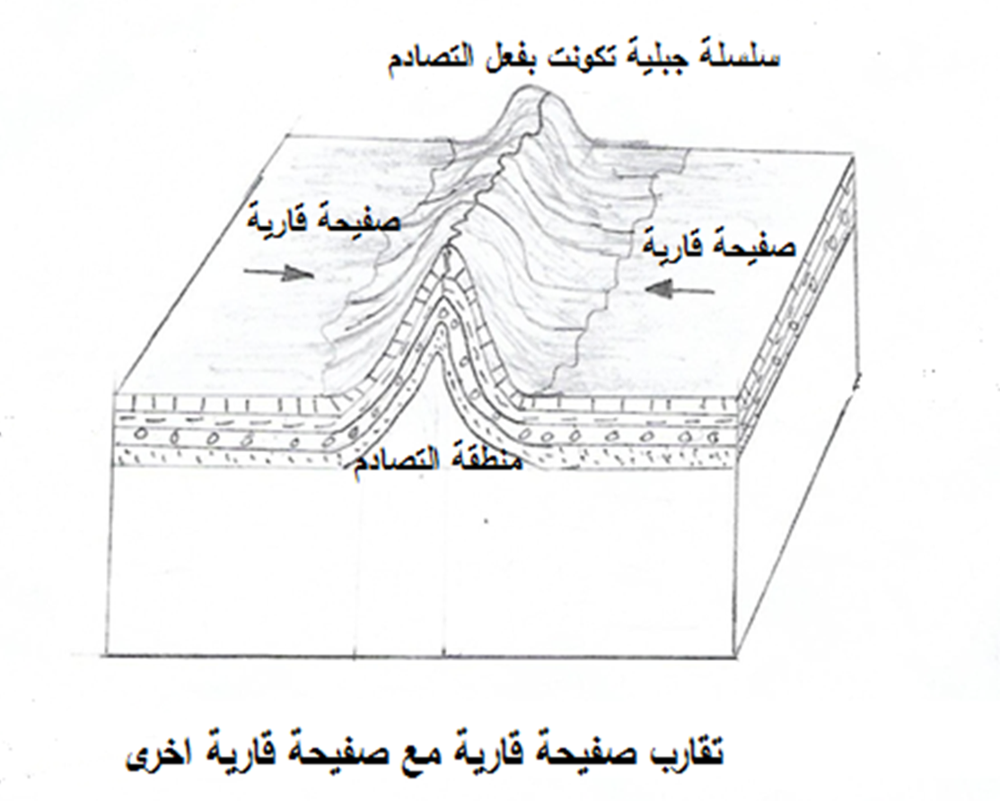 سلسلة جبلية تكونت بفعل التصادم
صفيحة قارية
صفيحة قارية
منطقة التصادم
تقارب صفيحة قارية مع صفيحة قارية اخرى